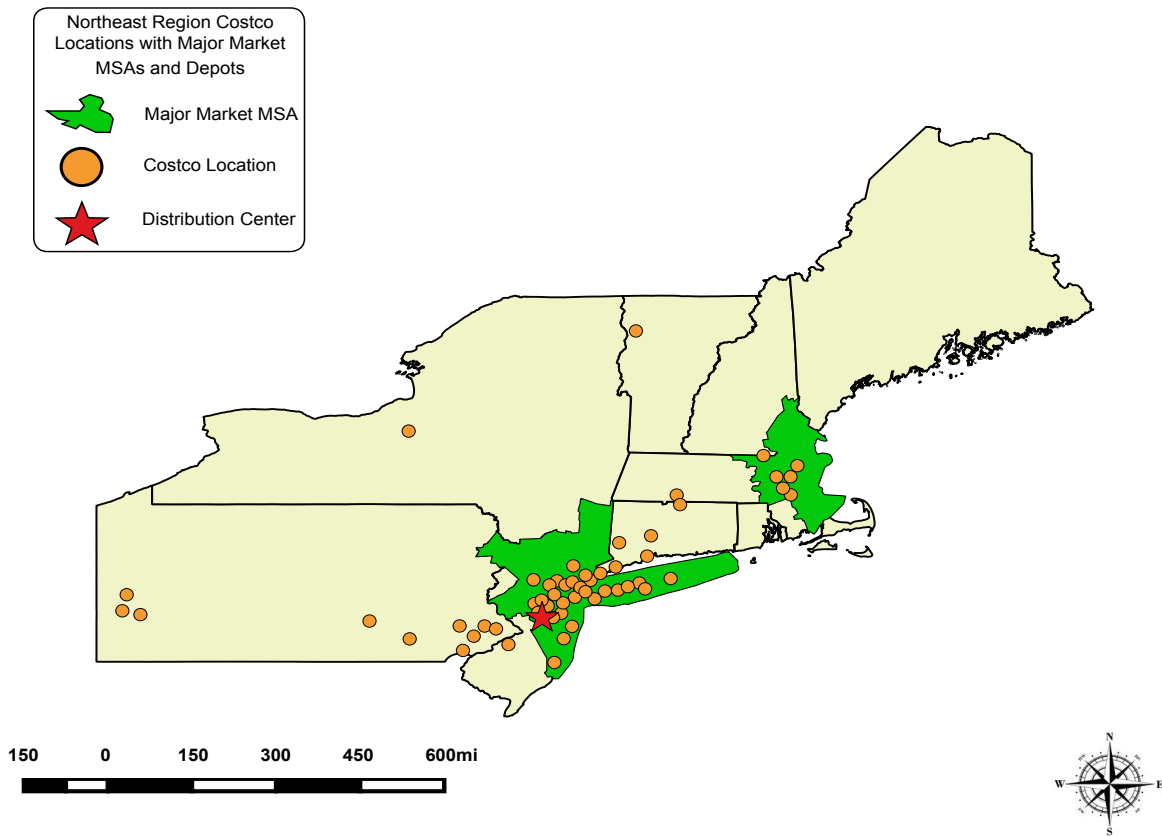 Northeast Region Costco
Locations with Major Market
MSAs and Depots
Major Market MSA
Costco Location
Distribution Center
150 0 150 300 450 600mi
N
W E
S